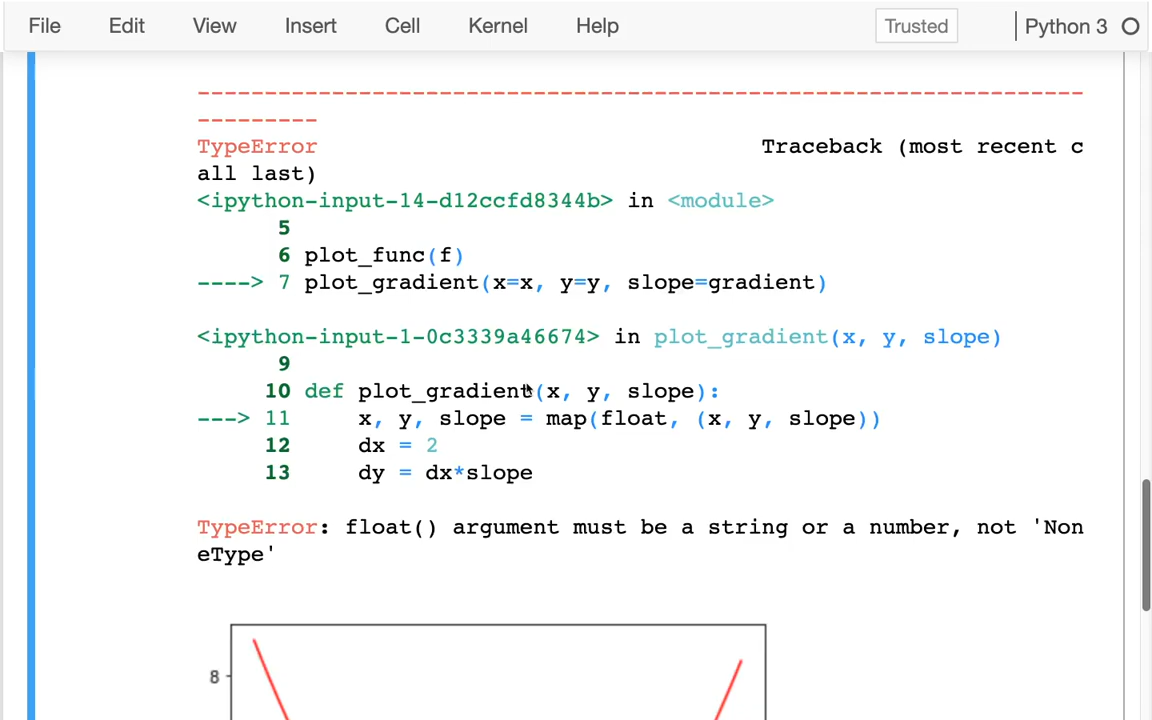 File Edit View Insert Cell Kernel Help Trusted Python 3
---------------------------------------------------------------------------
TypeError Traceback (most recent c
all last)
<ipython-input-14-d12ccfd8344b> in <module>
5
6 plot_func(f)
----> 7 plot_gradient(x=x, y=y, slope=gradient)
<ipython-input-1-0c3339a46674> in plot_gradient(x, y, slope)
9
10 def plot_gradient(x, y, slope):
---> 11 x, y, slope = map(float, (x, y, slope))
12 dx = 2
13 dy = dx*slope
TypeError: float() argument must be a string or a number, not 'Non
eType'
8